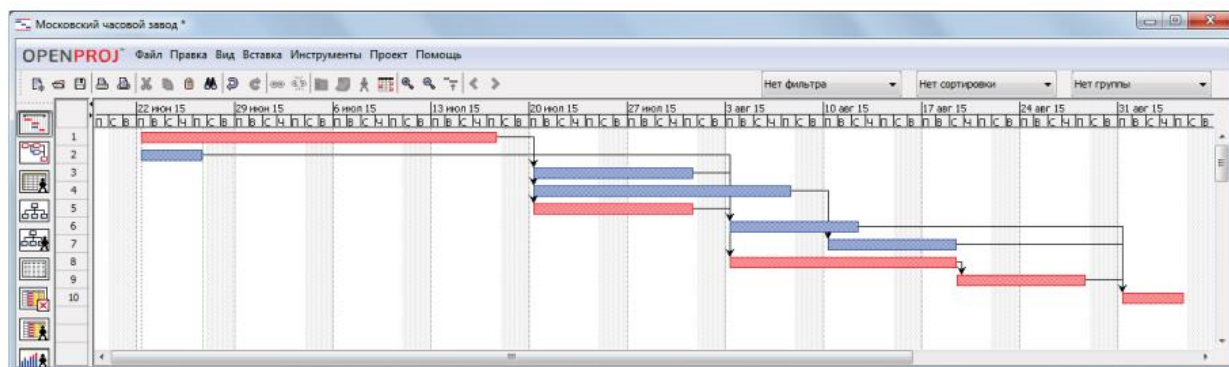 Московский часовой завод *
OPENPROJ™ Файл Правка Вид Вставка Инструменты Проект Помощь
Нет фильтра Нет сортировки Нет группы
22 июн 15 29 июн 15 6 июл 15 13 июл 15 20 июл 15 27 июл 15 3 авг 15 10 авг 15 17 авг 15 24 авг 15 31 авг 15
П С В П В С Ч П С В П В С Ч П С В П В С Ч П С В П В С Ч П С В П В С Ч П С В П В С Ч П С В П В С Ч П С В П В С Ч П С В П В С Ч П С В П В С Ч П С В П В С Ч П С В
1
2
3
4
5
6
7
8
9
10